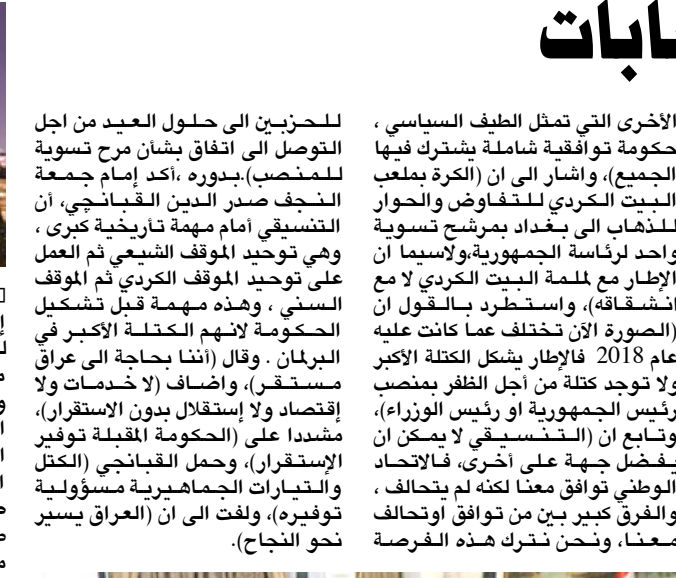 ابات
الأخرى التي تمثل الطيف السياسي ،
حكومة توافقية شاملة يشترك فيها
الجميع)، واشار الى ان (الكرة بملعب
البيت الكردي للتفاوض والحوار
للذهاب الى بغداد بمرشح تسوية
واحد لرئاسة الجمهورية،ولاسيما ان
الإطار مع لملمة البيت الكردي لا مع
انشقاقه)، واستطرد بالقول ان
(الصورة الآن تختلف عما كانت عليه
عام 2018 فالإطار يشكل الكتلة الأكبر
ولا توجد كتلة من أجل الظفر بمنصب
رئيس الجمهورية او رئيس الوزراء)،
وتابع ان (التنسيقي لا يمكن ان
يفضل جهة على أخرى، فالاتحاد
الوطني توافق معنا لكنه لم يتحالف ،
والفرق كبير بين من توافق اوتحالف
معنا، ونحن نترك هذه الفرصة
للحزبين الى حلول العيد من اجل
التوصل الى اتفاق بشأن مرح تسوية
للمنصب).بدوره ،أكد إمام جمعة
النجف صدر الدين القبانجي، أن
التنسيقي أمام مهمة تأريخية كبرى ،
وهي توحيد الموقف الشيعي ثم العمل
على توحيد الموقف الكردي ثم الموقف
السني ، وهذه مهمة قبل تشكيل
الحكومة لانهم الكتلة الأكبر في
البرلمان . وقال (أننا بحاجة الى عراق
مستقر)، واضاف (لا خدمات ولا
إقتصاد ولا إستقلال بدون الاستقرار)،
مشددا على (الحكومة المقبلة توفير
الإستقرار)، وحمل القبانجي (الكتل
والتيارات الجماهيرية مسؤولية
توفيره)، ولفت الى ان (العراق يسير
نحو النجاح).